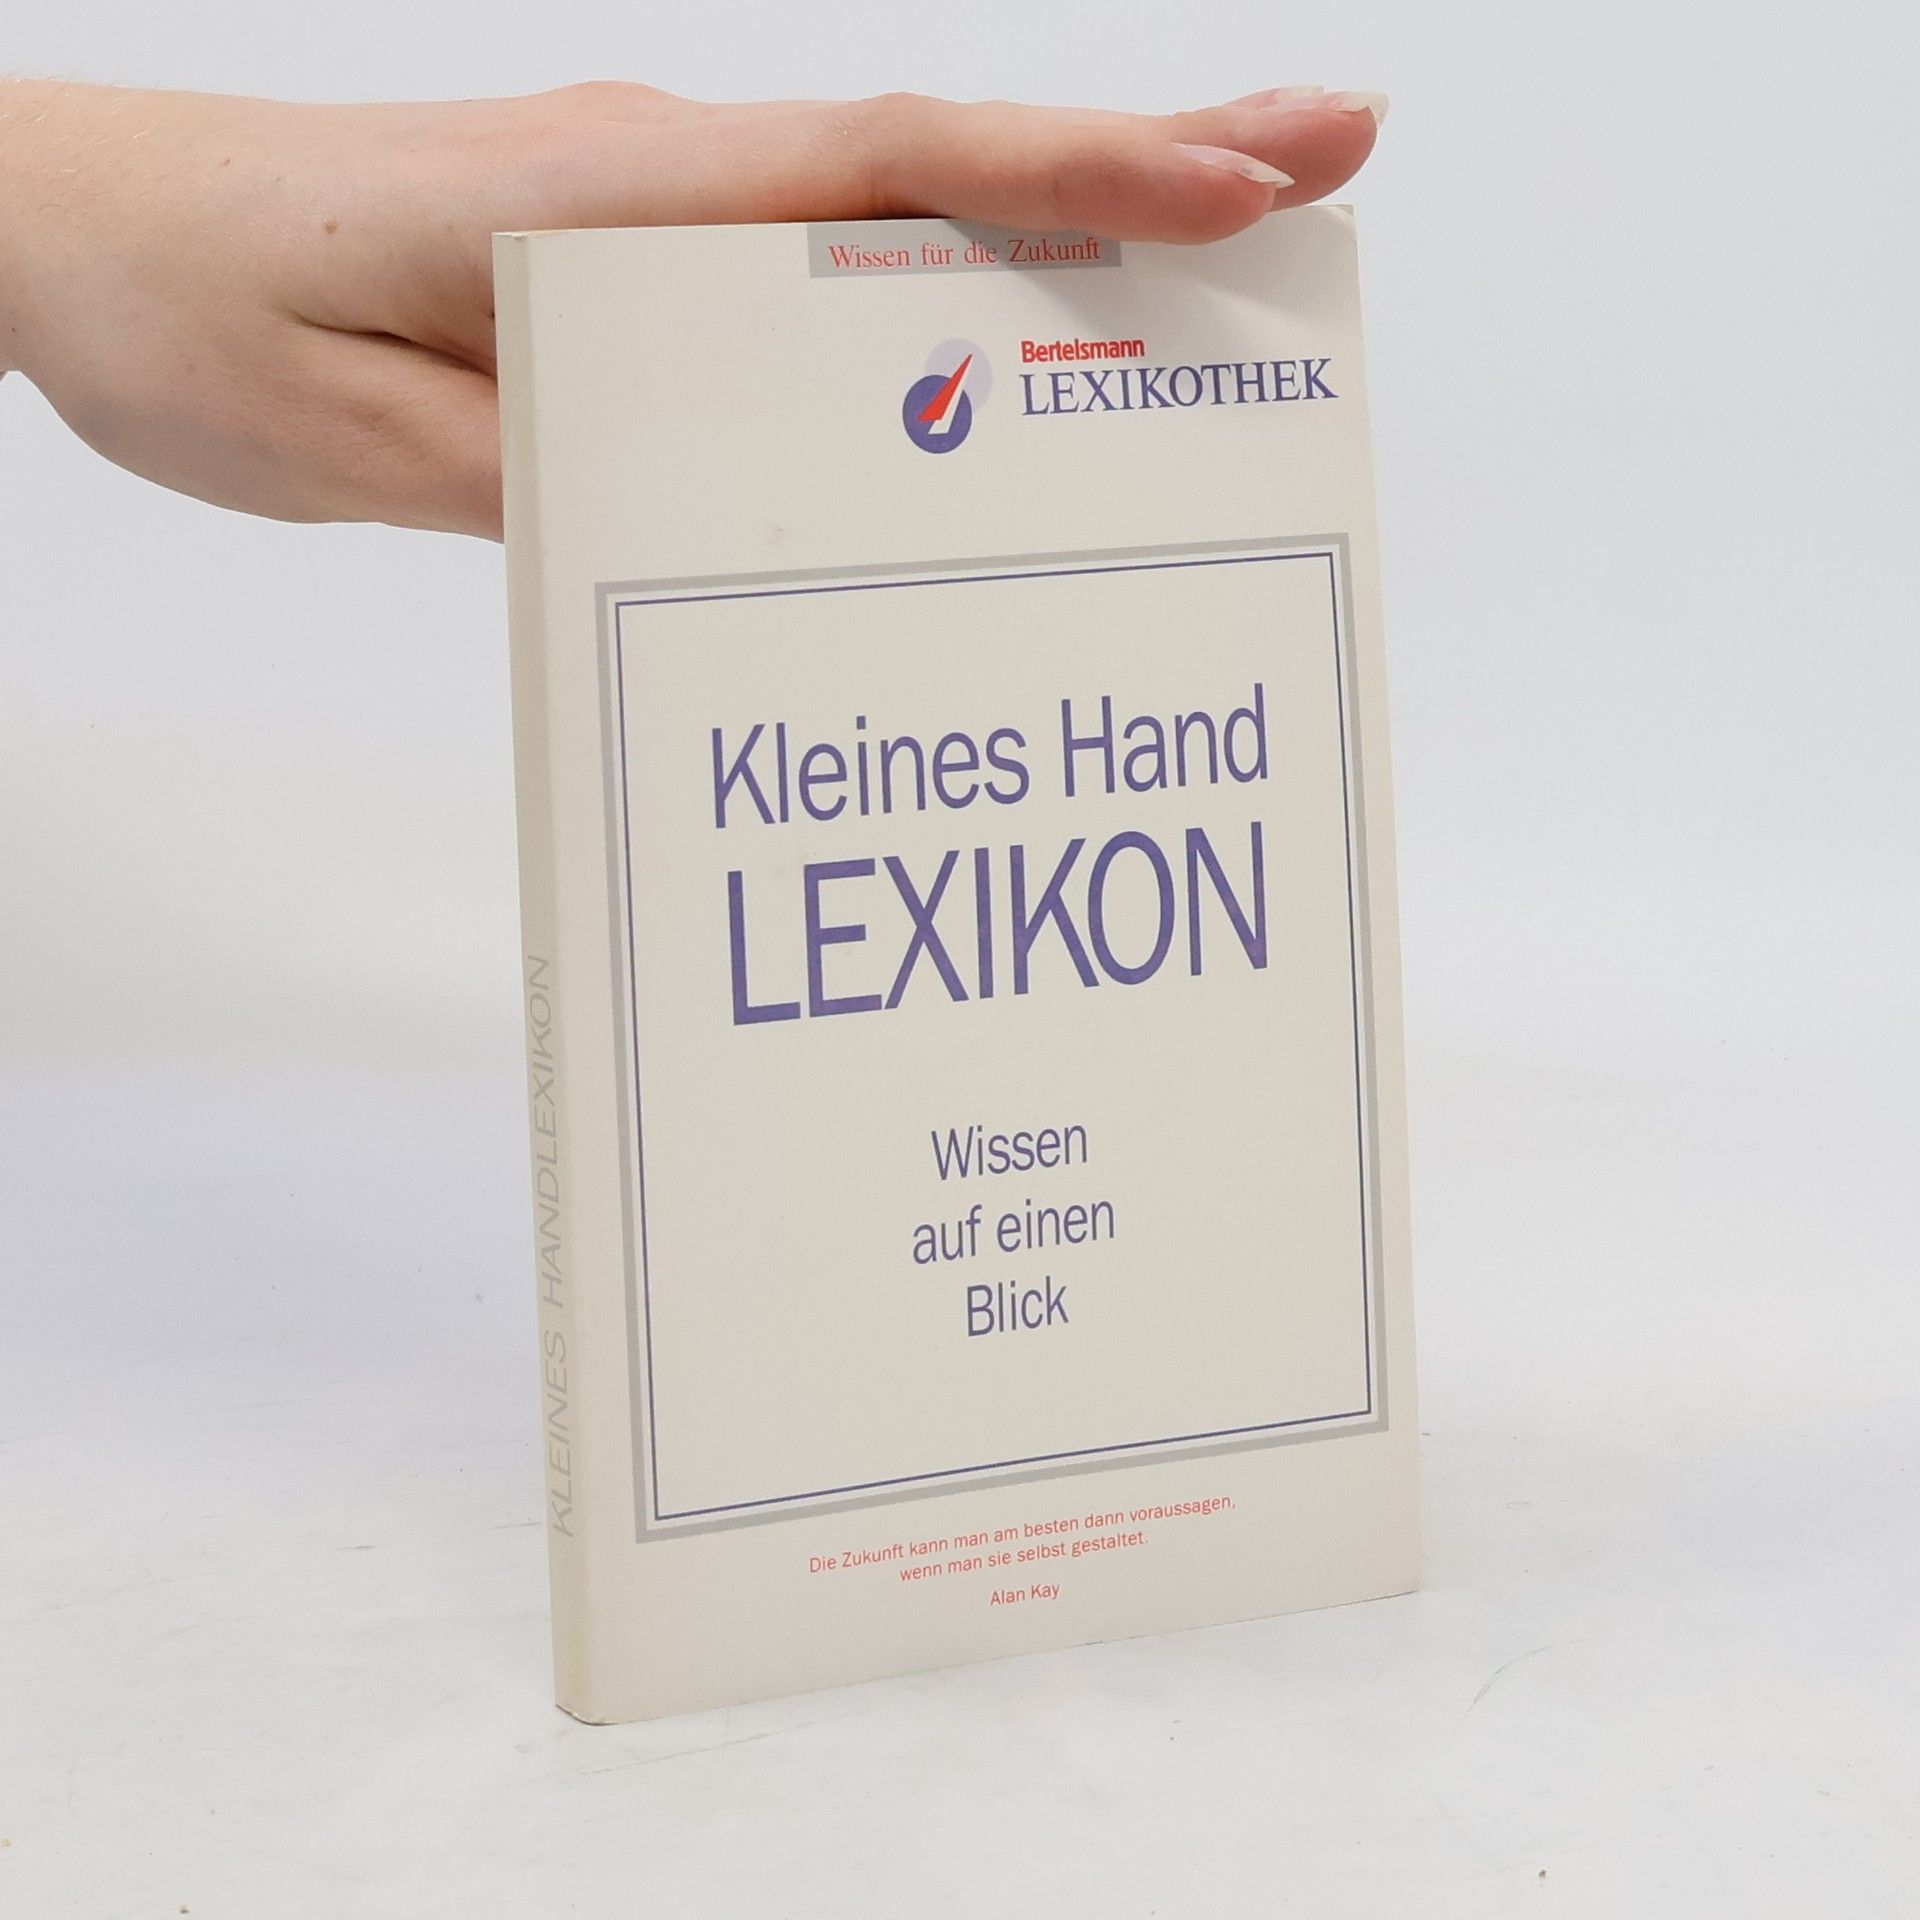 Wissen für die Zukunft
Bertelsmann
LEXIKOTHEK
Kleines Hand
LEXIKON
Wissen
auf einen
Blick
Die Zukunft kann man am besten dann voraussagen,
wenn man sie selbst gestaltet.
Alan Kay
KLEINES HANDLEXIKON